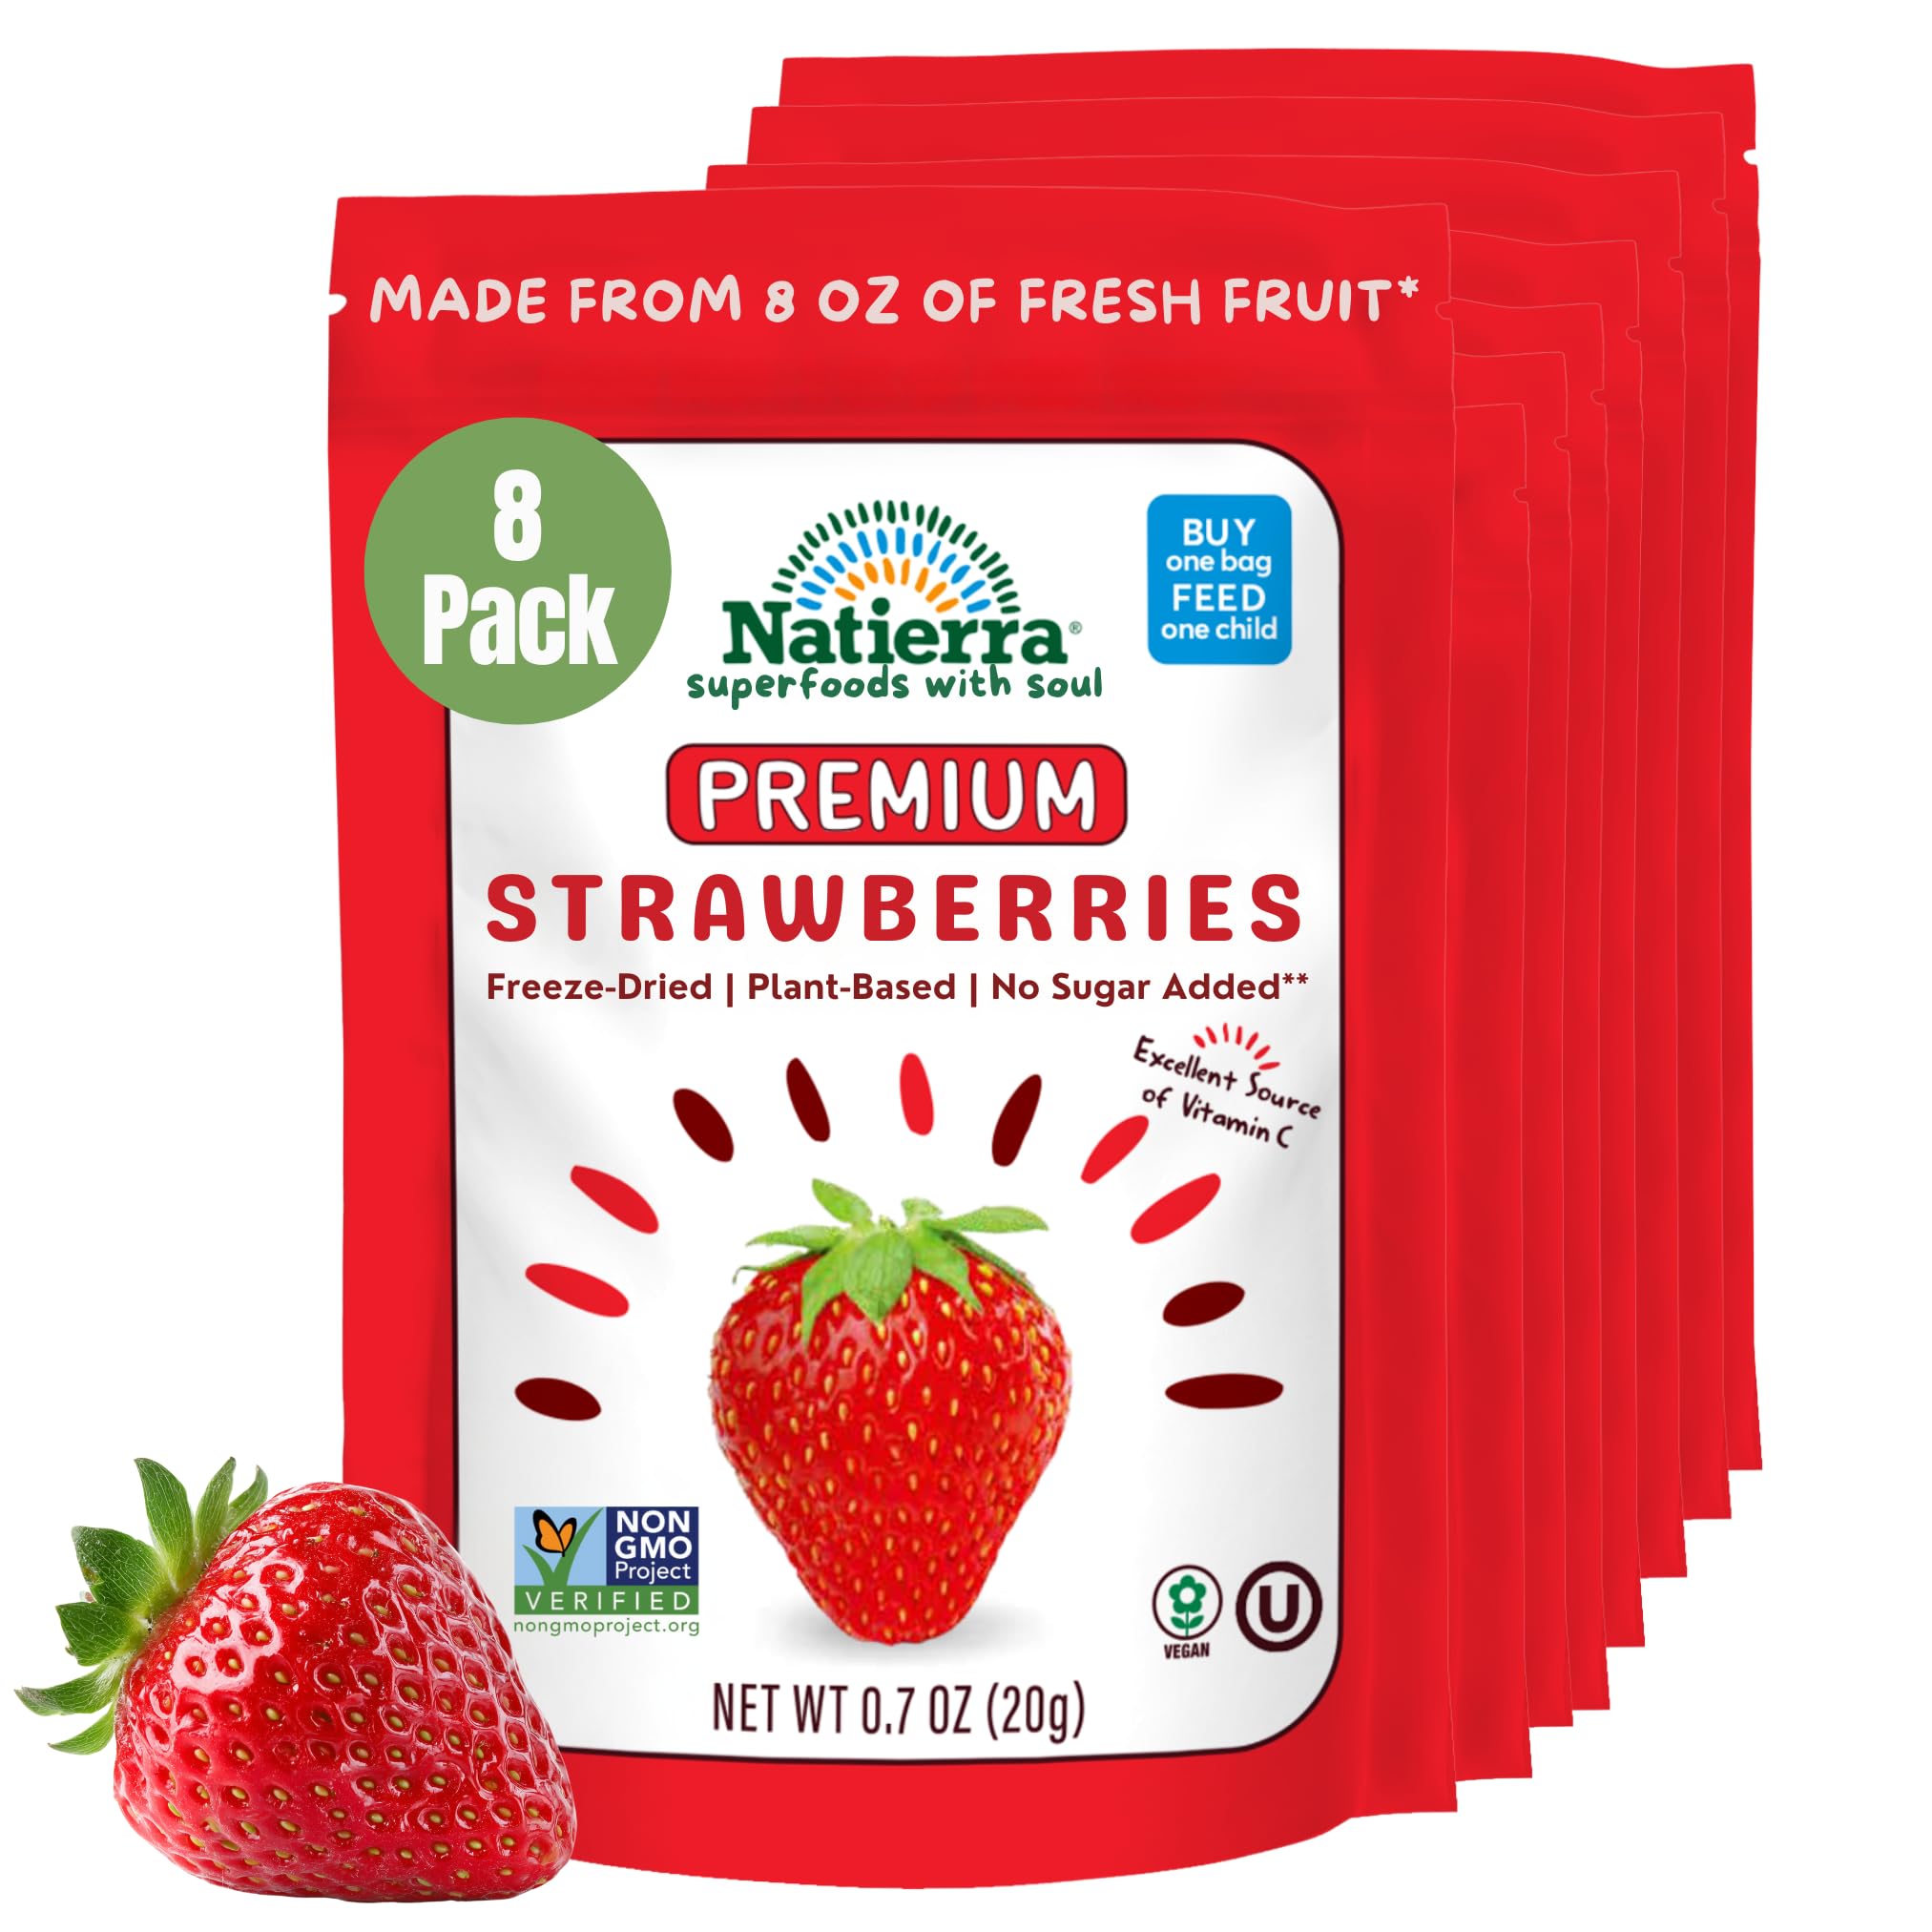 MADE FROM 8 OZ OF FRESH FRUIT*
8
Pack
Natierra®
superfoods with soul
BUY
one bag
FEED
one child
PREMIUM
STRAWBERRIES
Freeze-Dried | Plant-Based | No Sugar Added**
Excellent Source
of Vitamin C
NON
GMO
Project
VERIFIED
nongmoproject.org
VEGAN
U
NET WT 0.7 OZ (20g)